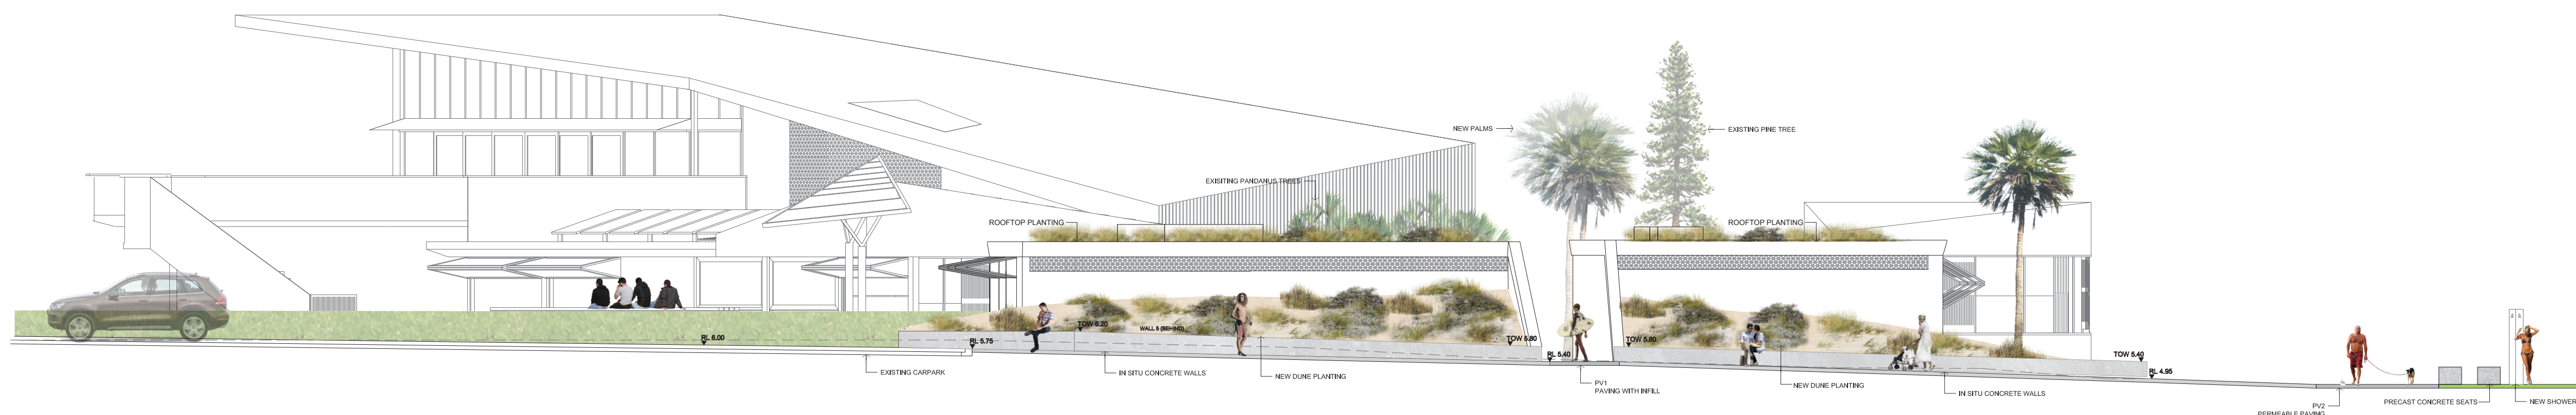 NEW PALMS
EXISTING PINE TREE
EXISITING PANDANUS TREES
ROOFTOP PLANTING
ROOFTOP PLANTING
TOW 6.20
WALL 5 (BEHIND)
RL 6.00
RL 5.75
TOW 5.80
TOW 5.60
RL 5.40
TOW 5.40
RL 4.95
EXISTING CARPARK
IN SITU CONCRETE WALLS
NEW DUNE PLANTING
PV1
PAVING WITH INFILL
NEW DUNE PLANTING
IN SITU CONCRETE WALLS
PV2
PERMEABLE PAVING
PRECAST CONCRETE SEATS
NEW SHOWER